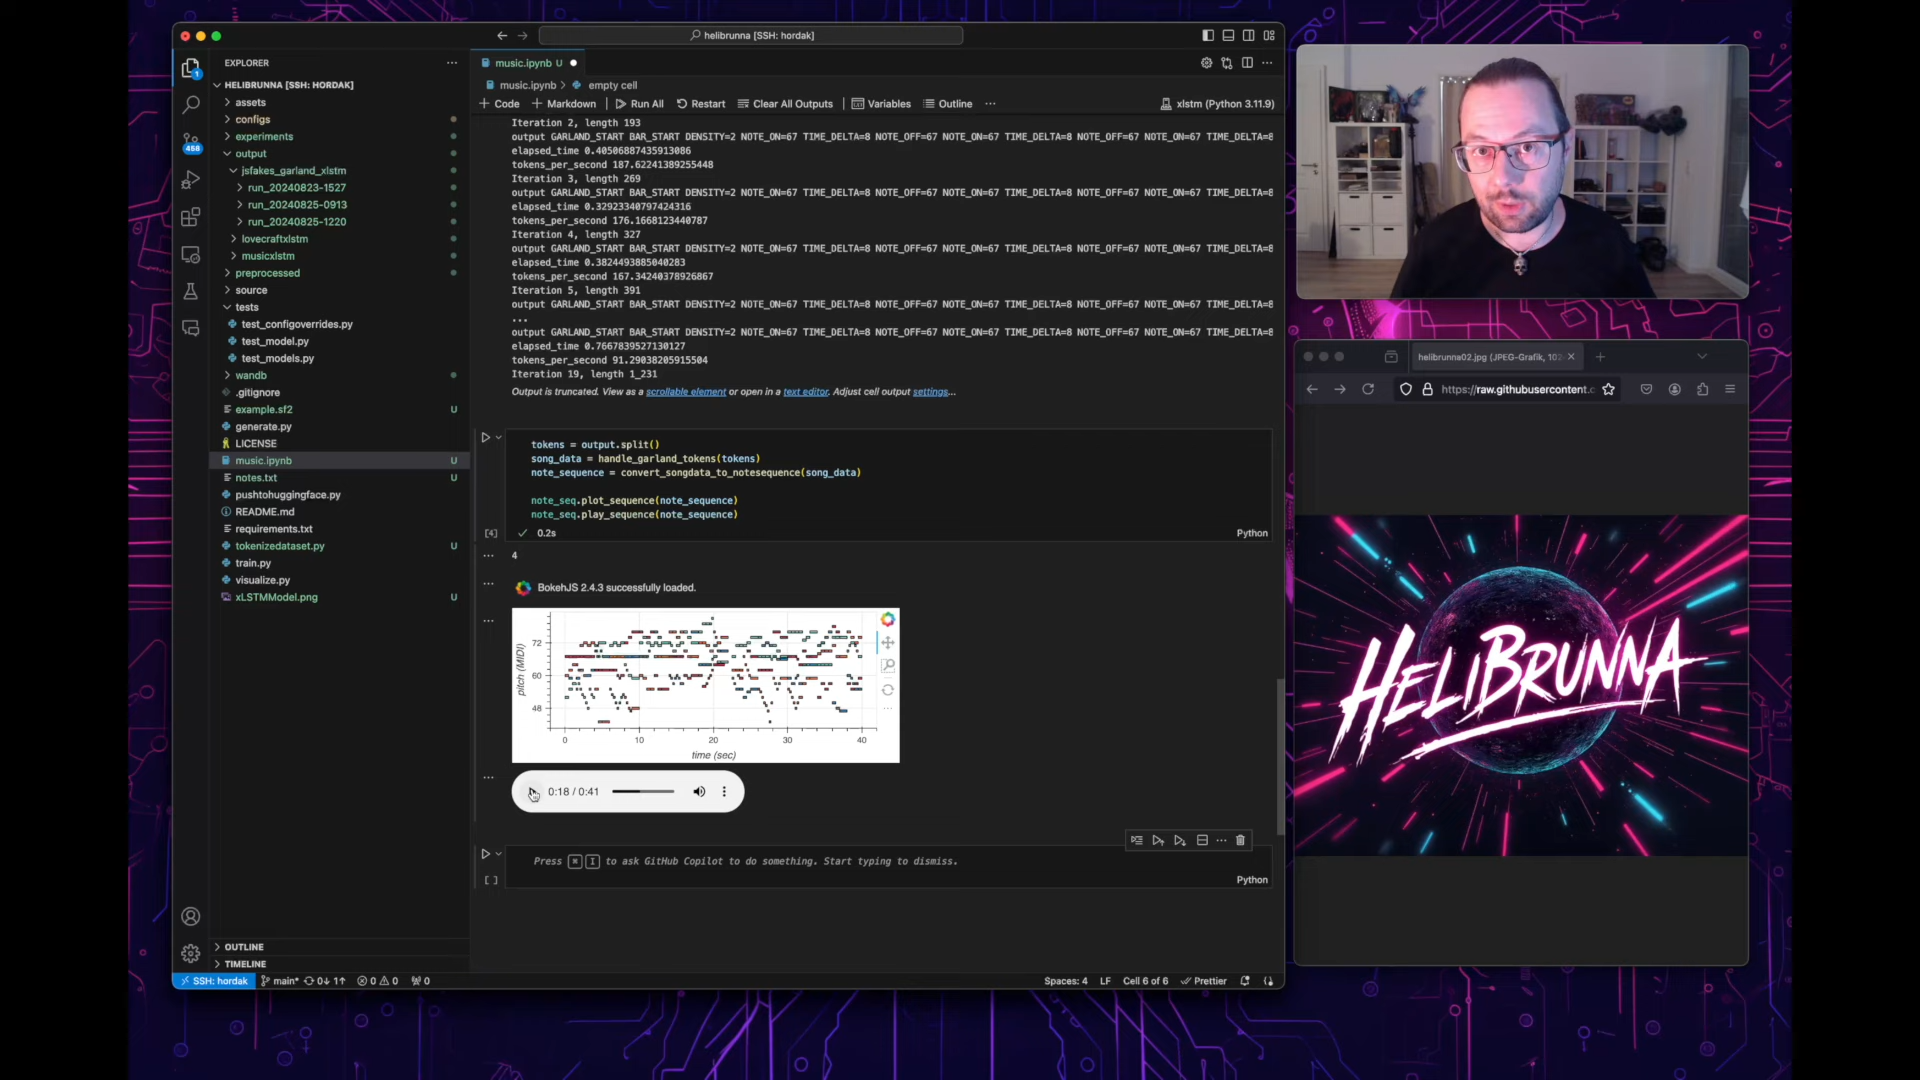 helibrunna [SSH: hordak]
EXPLORER
HELIBRUNNA [SSH: HORDAK]
assets
configs
experiments
output
jsfakes_garland_xlstm
run_20240823-1527
run_20240825-0913
run_20240825-1220
lovecraftxlstm
musicxlstm
preprocessed
source
tests
test_configoverrides.py
test_model.py
test_models.py
wandb
.gitignore
example.sf2 U
generate.py
LICENSE
music.ipynb U
notes.txt U
pushtohuggingface.py
README.md
requirements.txt
tokenizedataset.py U
train.py
visualize.py
xLSTMModel.png U
OUTLINE
TIMELINE
1
458
music.ipynb U
music.ipynb > empty cell
+ Code + Markdown Run All Restart Clear All Outputs Variables Outline ... xlstm (Python 3.11.9)
Iteration 2, length 193
output GARLAND_START BAR_START DENSITY=2 NOTE_ON=67 TIME_DELTA=8 NOTE_OFF=67 NOTE_ON=67 TIME_DELTA=8 NOTE_OFF=67 NOTE_ON=67 TIME_DELTA=8
elapsed_time 0.40506887435913086
tokens_per_second 187.62241389255448
Iteration 3, length 269
output GARLAND_START BAR_START DENSITY=2 NOTE_ON=67 TIME_DELTA=8 NOTE_OFF=67 NOTE_ON=67 TIME_DELTA=8 NOTE_OFF=67 NOTE_ON=67 TIME_DELTA=8
elapsed_time 0.32923340797424316
tokens_per_second 176.1668123440787
Iteration 4, length 327
output GARLAND_START BAR_START DENSITY=2 NOTE_ON=67 TIME_DELTA=8 NOTE_OFF=67 NOTE_ON=67 TIME_DELTA=8 NOTE_OFF=67 NOTE_ON=67 TIME_DELTA=8
elapsed_time 0.3824493885040283
tokens_per_second 167.34240378926867
Iteration 5, length 391
output GARLAND_START BAR_START DENSITY=2 NOTE_ON=67 TIME_DELTA=8 NOTE_OFF=67 NOTE_ON=67 TIME_DELTA=8 NOTE_OFF=67 NOTE_ON=67 TIME_DELTA=8
...
output GARLAND_START BAR_START DENSITY=2 NOTE_ON=67 TIME_DELTA=8 NOTE_OFF=67 NOTE_ON=67 TIME_DELTA=8 NOTE_OFF=67 NOTE_ON=67 TIME_DELTA=8
elapsed_time 0.7667839527130127
tokens_per_second 91.29038205915504
Iteration 19, length 1_231
Output is truncated. View as a scrollable element or open in a text editor. Adjust cell output settings...
tokens = output.split()
song_data = handle_garland_tokens(tokens)
note_sequence = convert_songdata_to_notesequence(song_data)
note_seq.plot_sequence(note_sequence)
note_seq.play_sequence(note_sequence)
[4] 0.2s Python
4
BokehJS 2.4.3 successfully loaded.
pitch (MIDI)
72
60
48
0 10 20 30 40
time (sec)
0:18 / 0:41
Press ⌘ I to ask GitHub Copilot to do something. Start typing to dismiss.
[ ] Python
SSH: hordak main* 0↓ 1↑ 0 0 0 Spaces: 4 LF Cell 6 of 6 Prettier
helibrunna02.jpg (JPEG-Grafik, 102
https://raw.githubusercontent.c
HELIBRUNNA